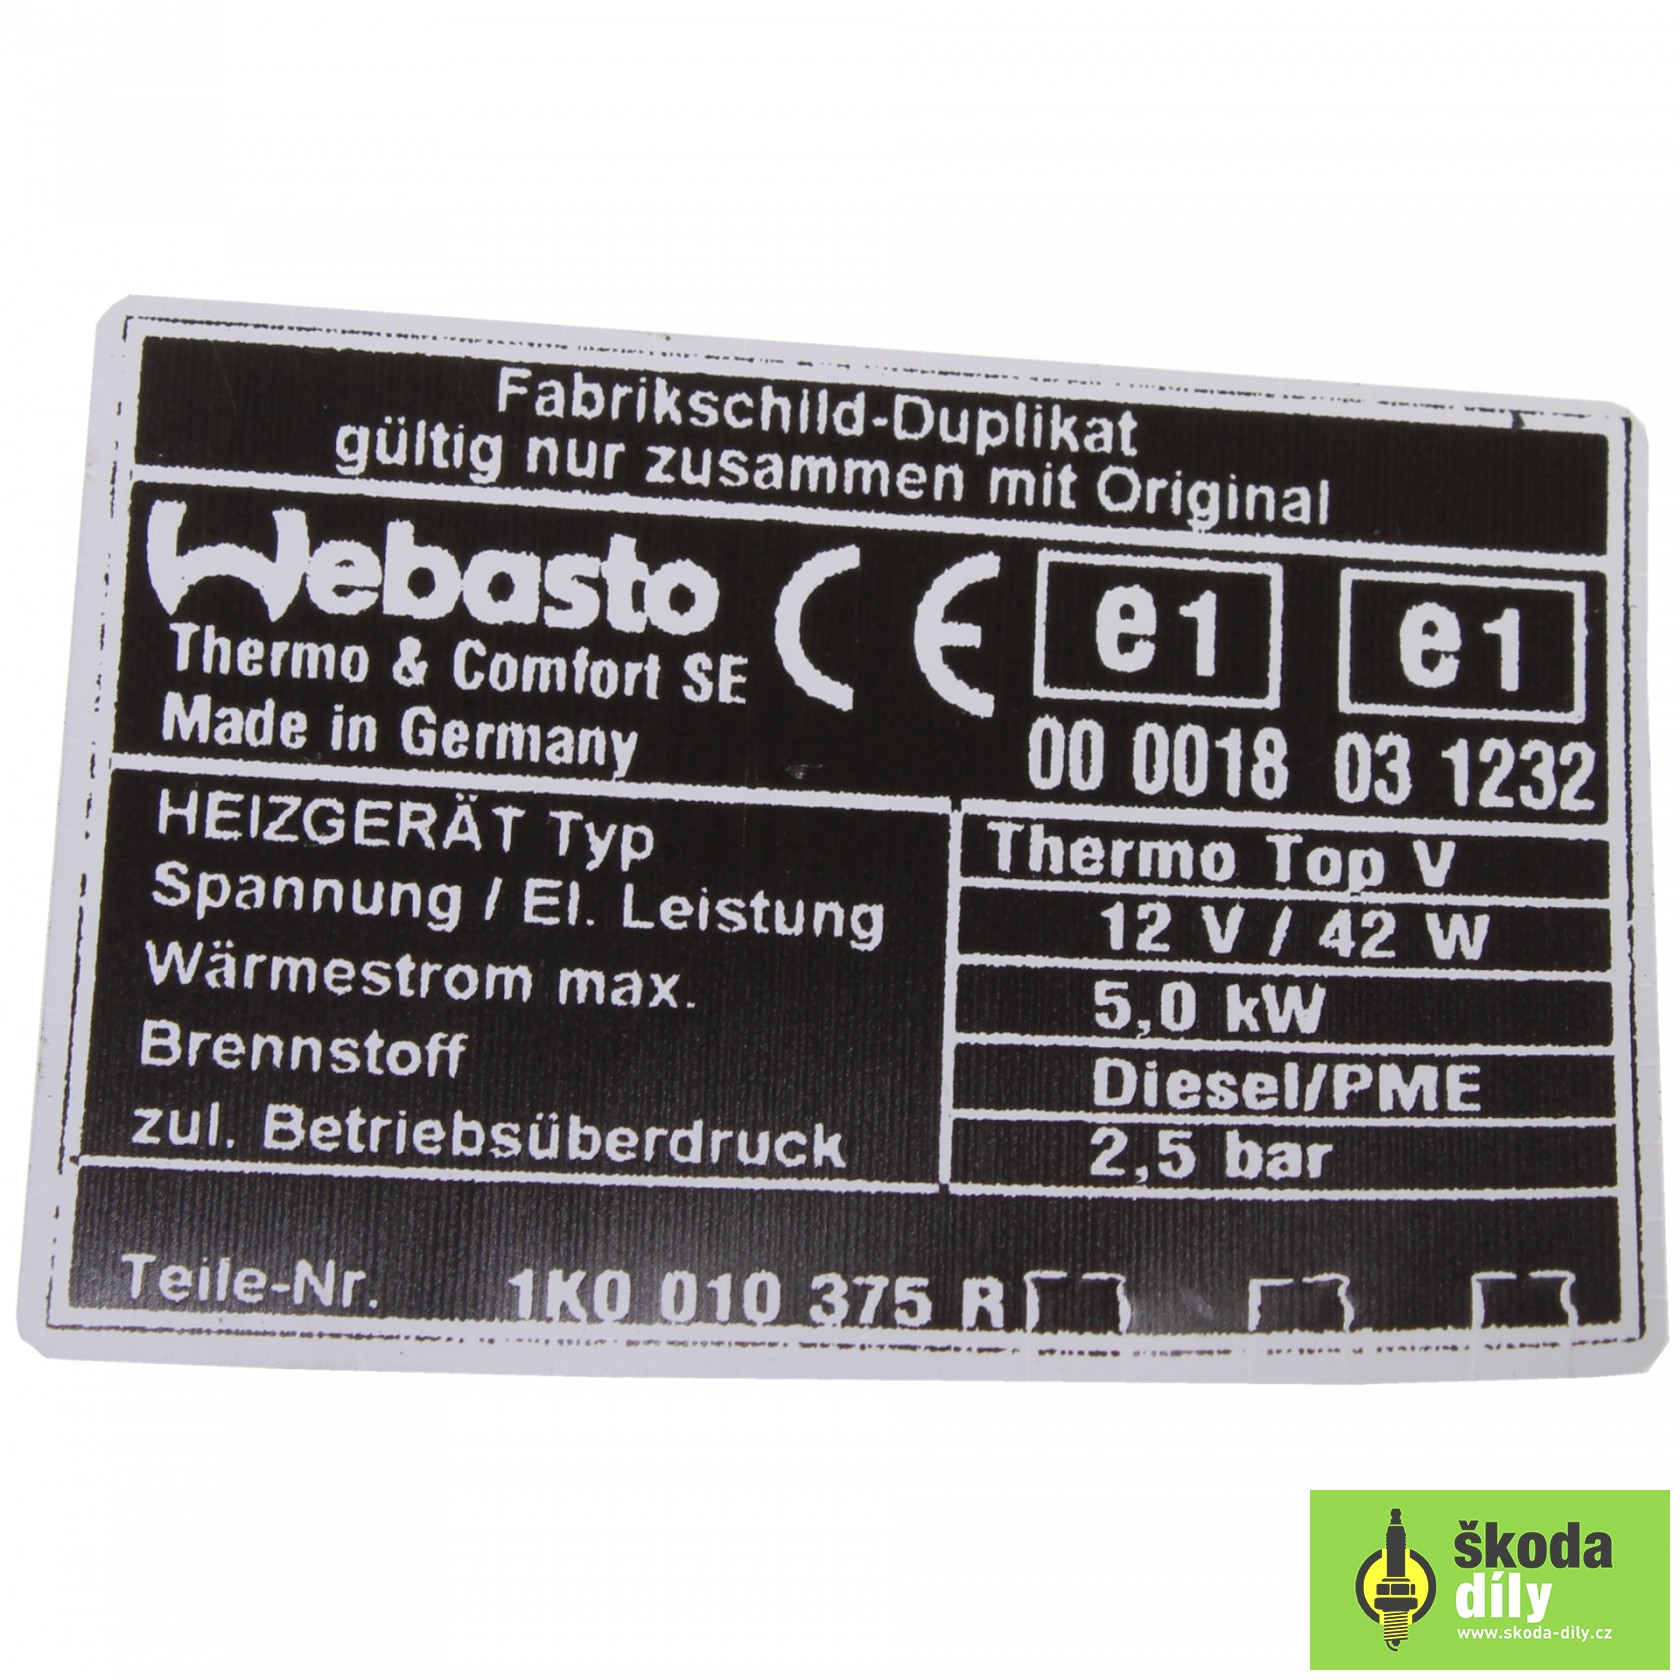 Fabrikschild-Duplikat
gültig nur zusammen mit Original
Webasto
Thermo & Comfort SE
Made in Germany
CE
e1
e1
00 0018
03 1232
HEIZGERÄT Typ
Thermo Top V
Spannung / El. Leistung
12 V / 42 W
Wärmestrom max.
5,0 kW
Brennstoff
Diesel/PME
zul. Betriebsüberdruck
2,5 bar
Teile-Nr. 1K0 010 375 R
škoda
díly
www.skoda-dily.cz